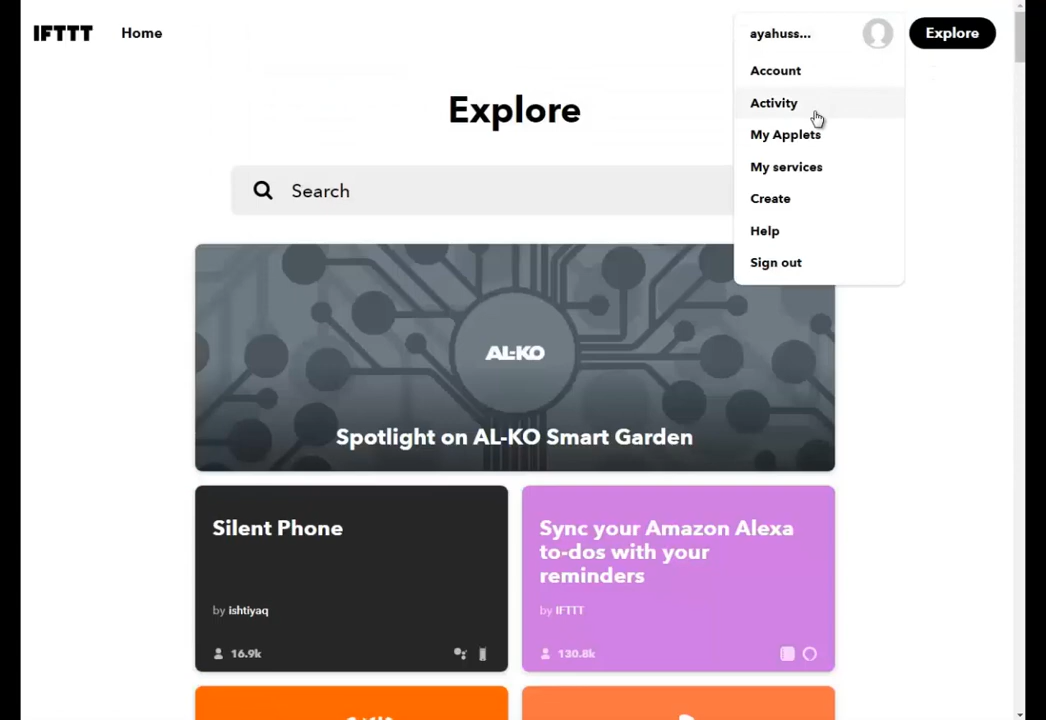 IFTTT
Home
ayahuss...
Explore
Account
Activity
My Applets
My services
Create
Help
Sign out
Explore
Search
AL-KO
Spotlight on AL-KO Smart Garden
Silent Phone
by ishtiyaq
16.9k
Sync your Amazon Alexa
to-dos with your
reminders
by IFTTT
130.8k